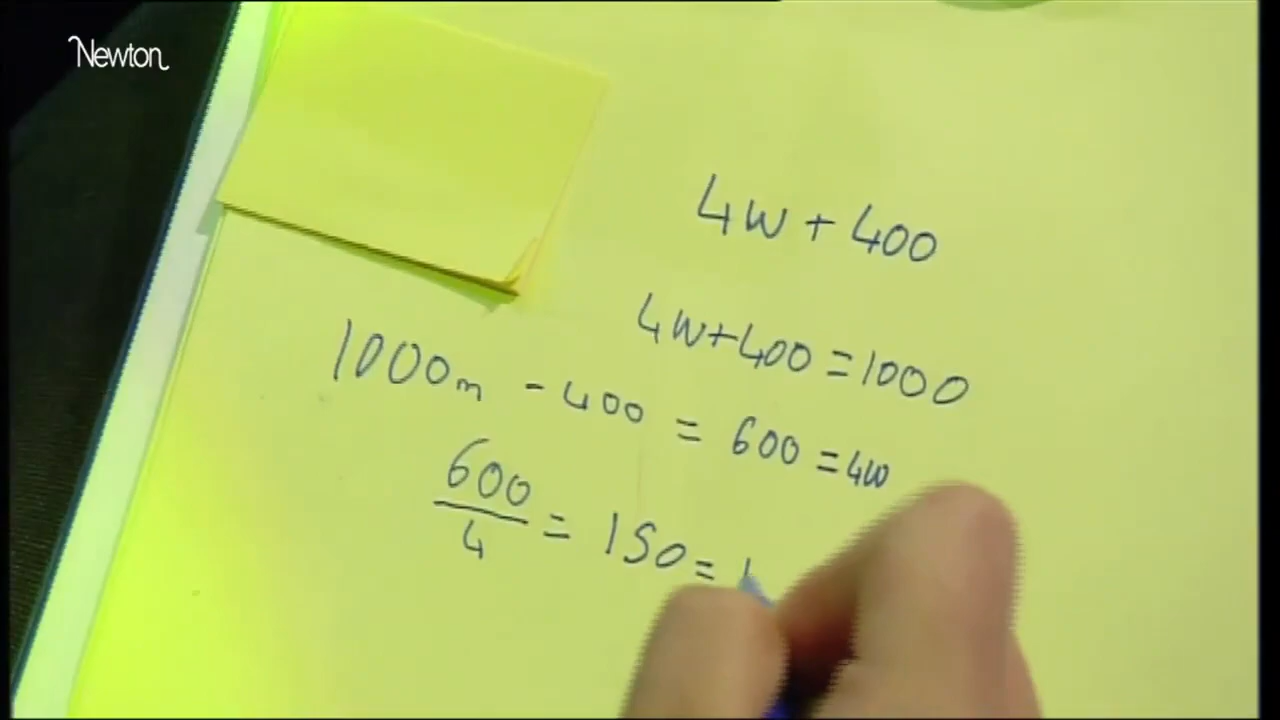 Newton
4W + 400
4W+400 = 1000
1000m - 400 = 600 = 4W
600
4
= 150 =